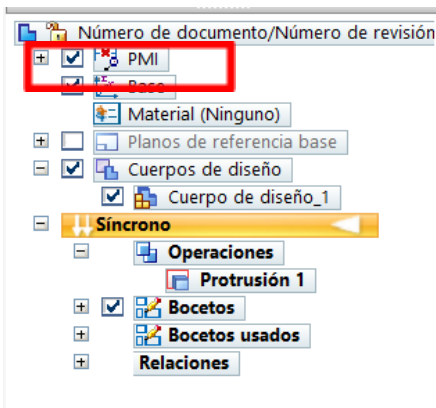 Número de documento/Número de revisión
PMI
Base
Material (Ninguno)
Planos de referencia base
Cuerpos de diseño
Cuerpo de diseño_1
Síncrono
Operaciones
Protrusión 1
Bocetos
Bocetos usados
Relaciones